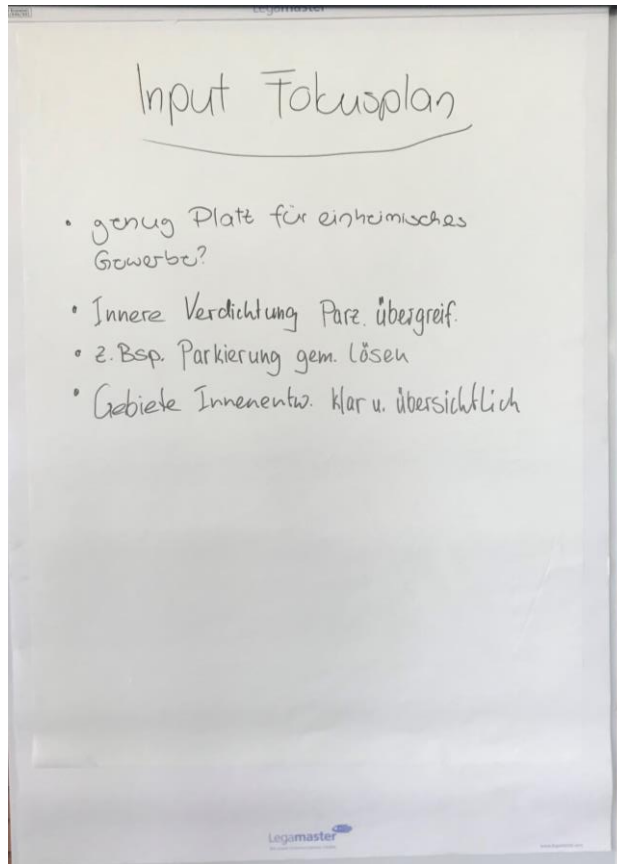 Legamaster
Input Fokusplan
• genug Platz für einheimisches
Gewerbe?
• Innere Verdichtung Parz. übergreif.
• z.Bsp. Parkierung gem. lösen
• Gebiete Innenentw. klar u. übersichtlich
Legamaster